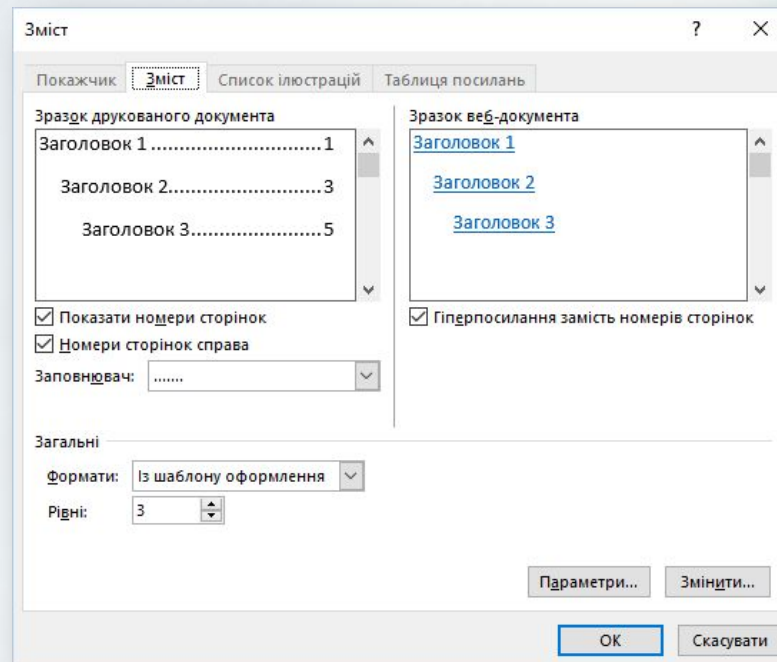 Зміст
Покажчик Зміст Список ілюстрацій Таблиця посилань
Зразок друкованого документа
Заголовок 1................................1
Заголовок 2.......................3
Заголовок 3....................5
Показати номери сторінок
Номери сторінок справа
Заповнювач: .......
Зразок веб-документа
Заголовок 1
Заголовок 2
Заголовок 3
Гіперпосилання замість номерів сторінок
Загальні
Формати: Із шаблону оформлення
Рівні: 3
Параметри... Змінити...
ОК Скасувати